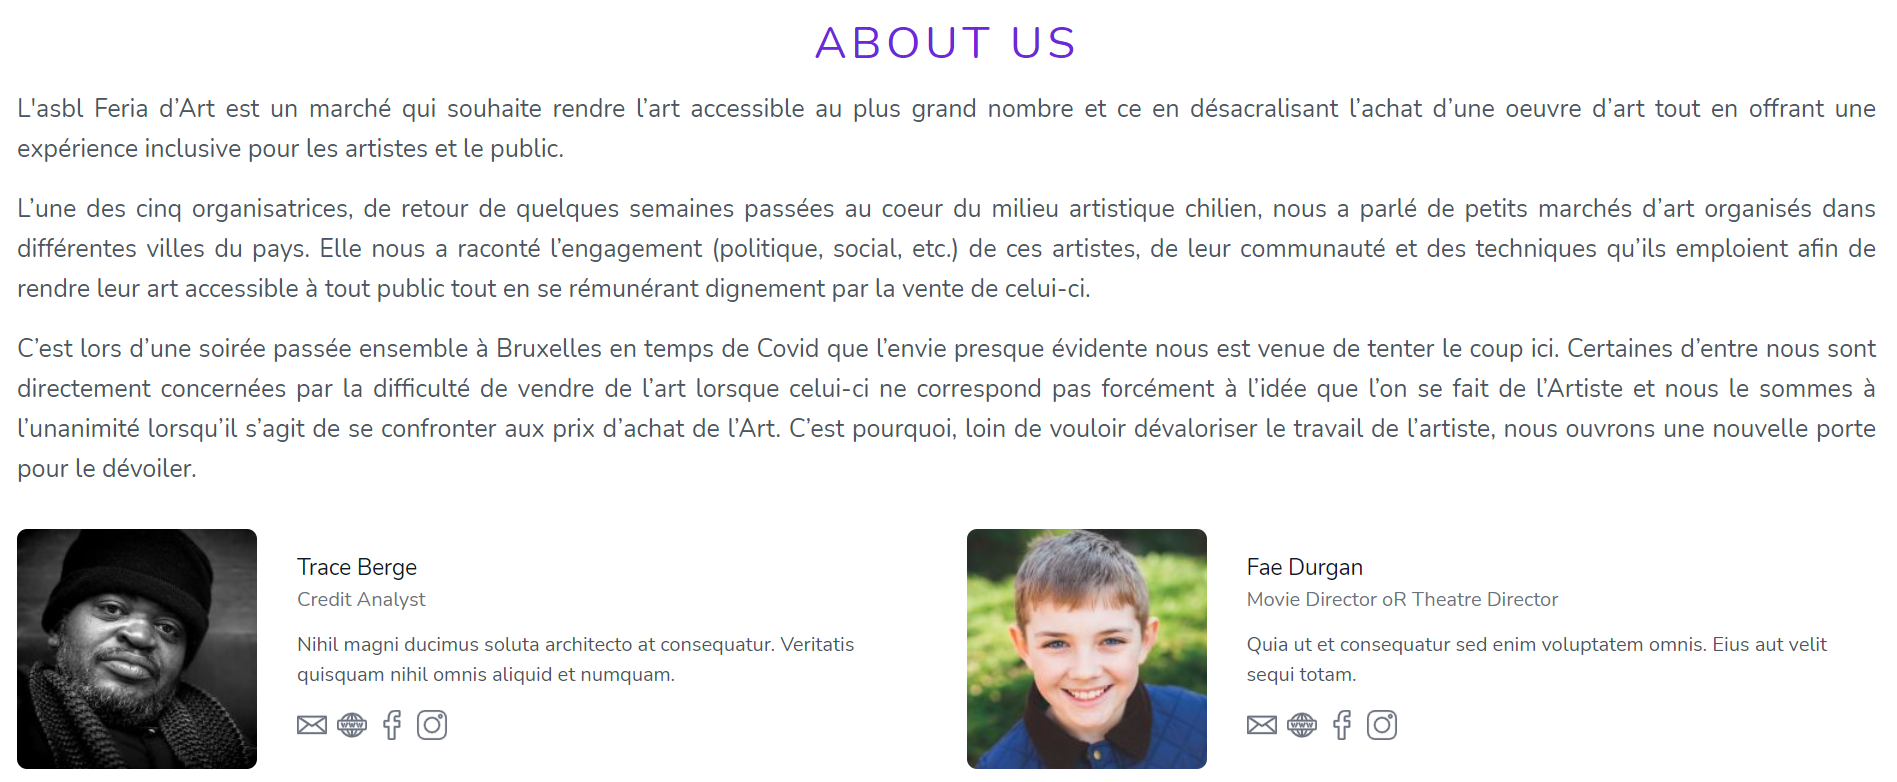 ABOUT US
L'asbl Feria d’Art est un marché qui souhaite rendre l’art accessible au plus grand nombre et ce en désacralisant l’achat d’une oeuvre d’art tout en offrant une
expérience inclusive pour les artistes et le public.
L’une des cinq organisatrices, de retour de quelques semaines passées au coeur du milieu artistique chilien, nous a parlé de petits marchés d’art organisés dans
différentes villes du pays. Elle nous a raconté l’engagement (politique, social, etc.) de ces artistes, de leur communauté et des techniques qu’ils emploient afin de
rendre leur art accessible à tout public tout en se rémunérant dignement par la vente de celui-ci.
C’est lors d’une soirée passée ensemble à Bruxelles en temps de Covid que l’envie presque évidente nous est venue de tenter le coup ici. Certaines d’entre nous sont
directement concernées par la difficulté de vendre de l’art lorsque celui-ci ne correspond pas forcément à l’idée que l’on se fait de l’Artiste et nous le sommes à
l’unanimité lorsqu’il s’agit de se confronter aux prix d’achat de l’Art. C’est pourquoi, loin de vouloir dévaloriser le travail de l’artiste, nous ouvrons une nouvelle porte
pour le dévoiler.
Trace Berge
Credit Analyst
Nihil magni ducimus soluta architecto at consequatur. Veritatis
quisquam nihil omnis aliquid et numquam.
www
Fae Durgan
Movie Director oR Theatre Director
Quia ut et consequatur sed enim voluptatem omnis. Eius aut velit
sequi totam.
www